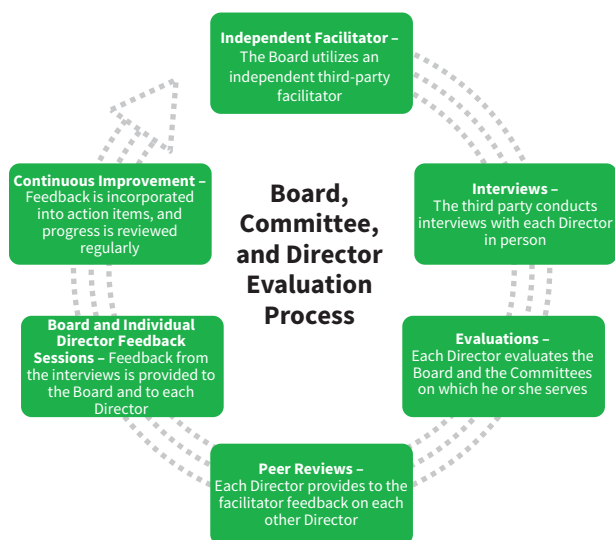 Independent Facilitator –
The Board utilizes an
independent third-party
facilitator
Interviews –
The third party conducts
interviews with each Director
in person
Evaluations –
Each Director evaluates the
Board and the Committees
on which he or she serves
Peer Reviews –
Each Director provides to the
facilitator feedback on each
other Director
Board and Individual
Director Feedback
Sessions – Feedback from
the interviews is provided to
the Board and to each
Director
Continuous Improvement –
Feedback is incorporated
into action items, and
progress is reviewed
regularly
Board,
Committee,
and Director
Evaluation
Process